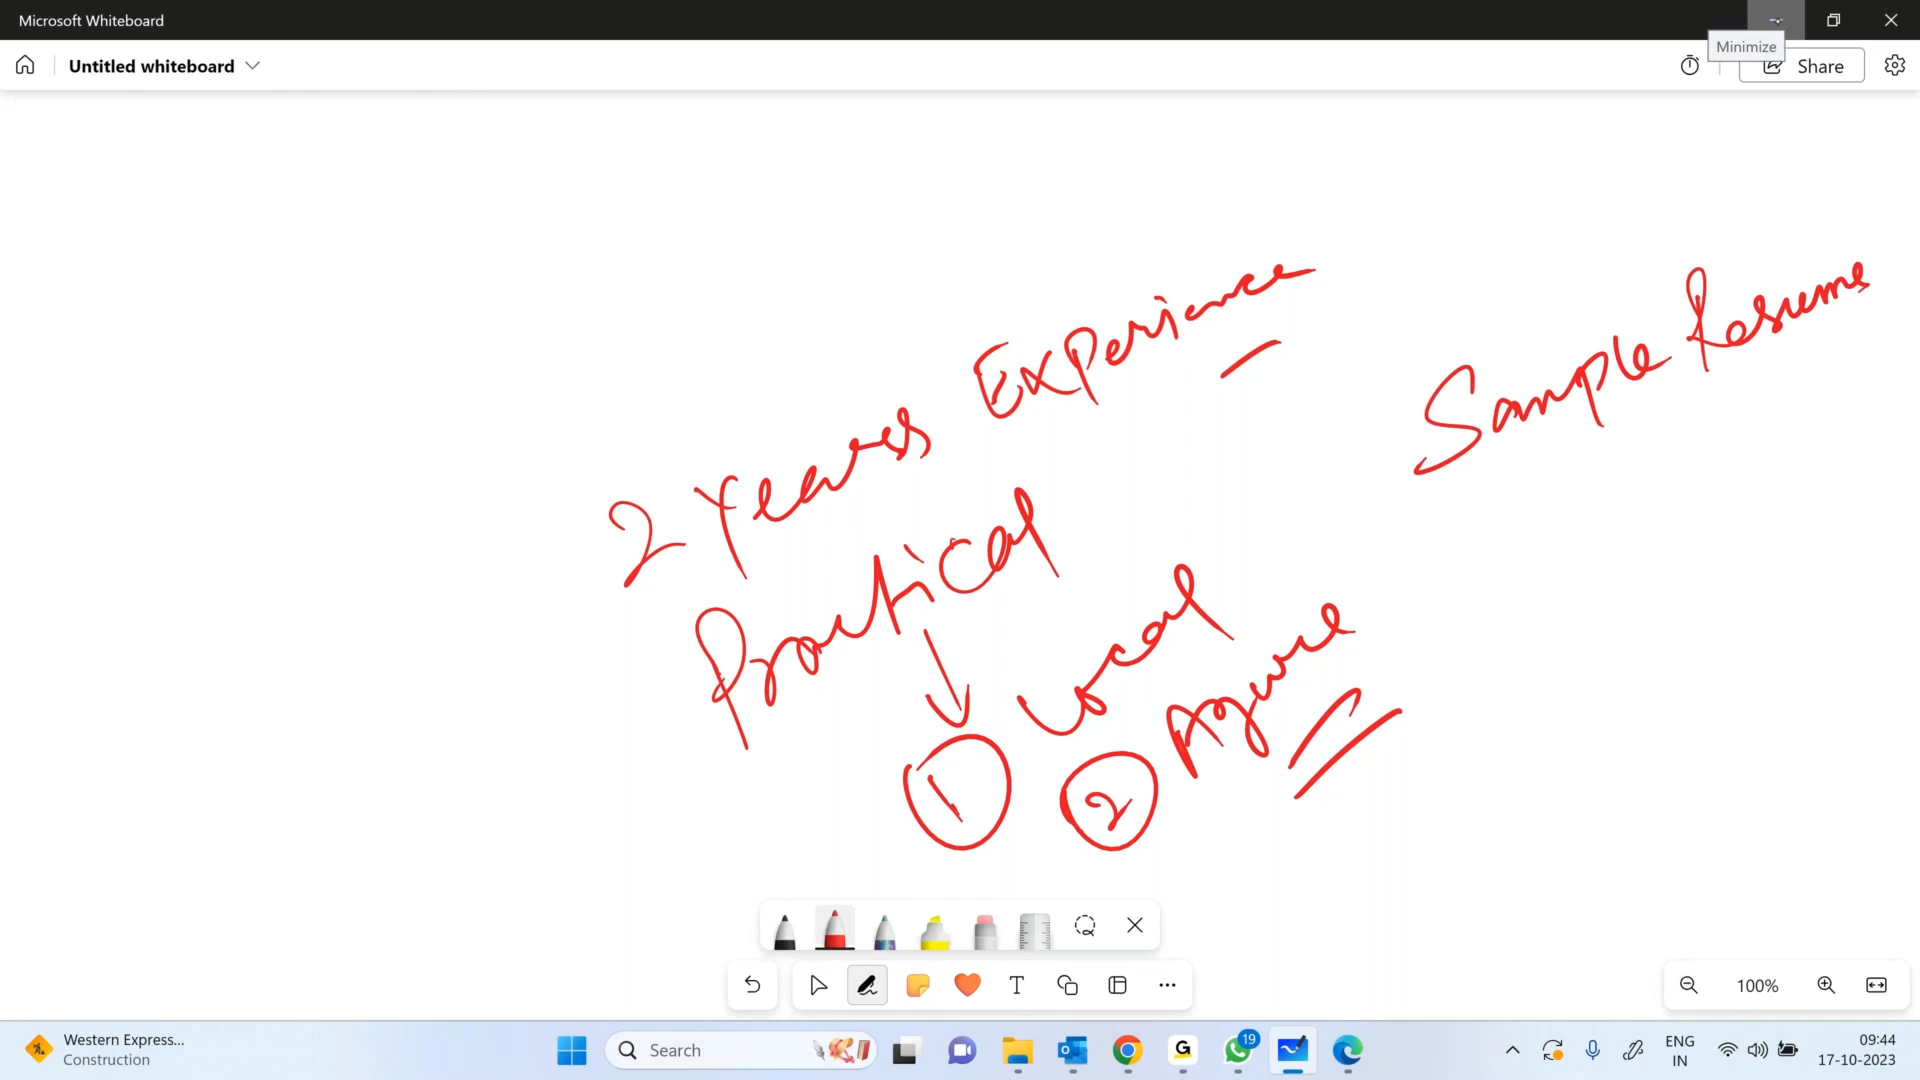 Microsoft Whiteboard
Minimize
Untitled whiteboard
Share
2 Years Experience
Sample Resume
Practical
1 Local
2 Azure
100%
Western Express...
Construction
Search
19
ENG
IN
09:44
17-10-2023